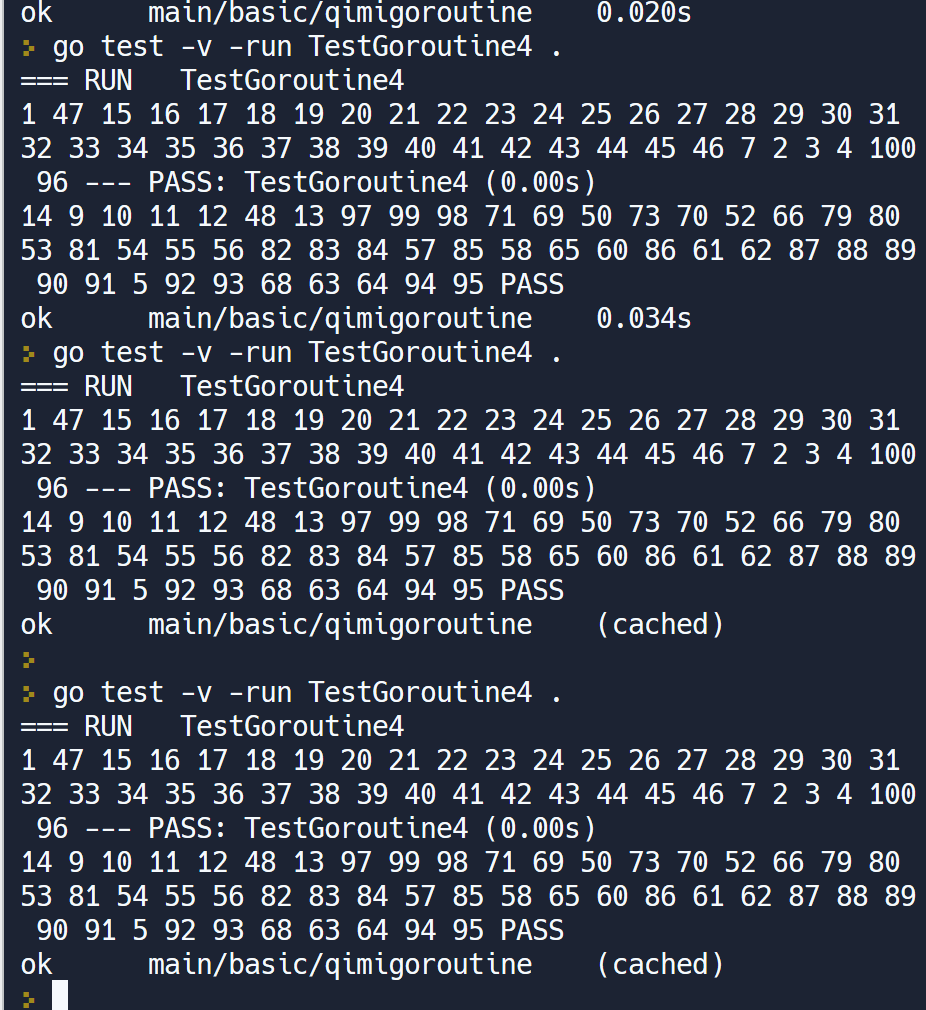 ok      main/basic/qimigoroutine    0.020s
go test -v -run TestGoroutine4 .
=== RUN   TestGoroutine4
1 47 15 16 17 18 19 20 21 22 23 24 25 26 27 28 29 30 31
32 33 34 35 36 37 38 39 40 41 42 43 44 45 46 7 2 3 4 100
 96 --- PASS: TestGoroutine4 (0.00s)
14 9 10 11 12 48 13 97 99 98 71 69 50 73 70 52 66 79 80
53 81 54 55 56 82 83 84 57 85 58 65 60 86 61 62 87 88 89
 90 91 5 92 93 68 63 64 94 95 PASS
ok      main/basic/qimigoroutine    0.034s
go test -v -run TestGoroutine4 .
=== RUN   TestGoroutine4
1 47 15 16 17 18 19 20 21 22 23 24 25 26 27 28 29 30 31
32 33 34 35 36 37 38 39 40 41 42 43 44 45 46 7 2 3 4 100
 96 --- PASS: TestGoroutine4 (0.00s)
14 9 10 11 12 48 13 97 99 98 71 69 50 73 70 52 66 79 80
53 81 54 55 56 82 83 84 57 85 58 65 60 86 61 62 87 88 89
 90 91 5 92 93 68 63 64 94 95 PASS
ok      main/basic/qimigoroutine    (cached)
go test -v -run TestGoroutine4 .
=== RUN   TestGoroutine4
1 47 15 16 17 18 19 20 21 22 23 24 25 26 27 28 29 30 31
32 33 34 35 36 37 38 39 40 41 42 43 44 45 46 7 2 3 4 100
 96 --- PASS: TestGoroutine4 (0.00s)
14 9 10 11 12 48 13 97 99 98 71 69 50 73 70 52 66 79 80
53 81 54 55 56 82 83 84 57 85 58 65 60 86 61 62 87 88 89
 90 91 5 92 93 68 63 64 94 95 PASS
ok      main/basic/qimigoroutine    (cached)